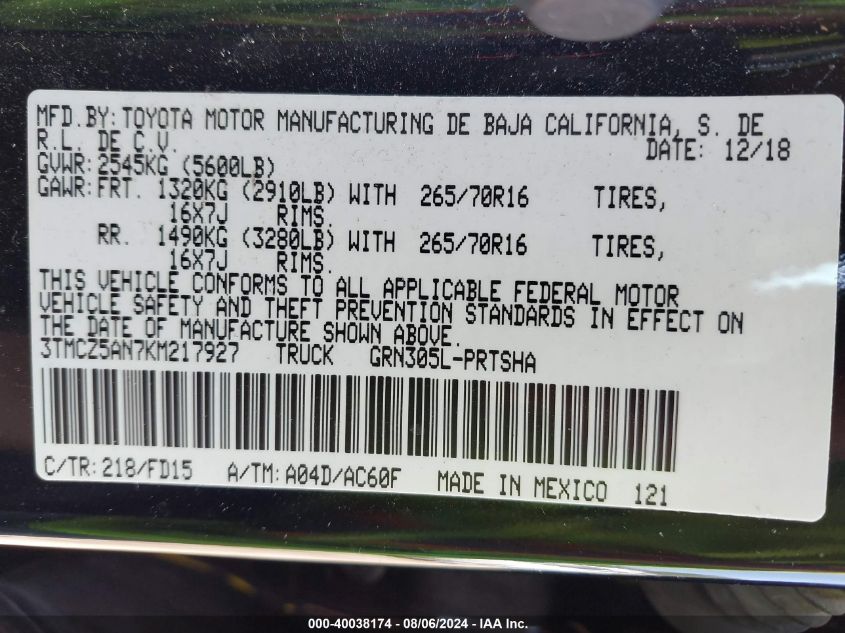 MFD.BY: TOYOTA MOTOR MANUFACTURING DE BAJA CALIFORNIA, S. DE
R.L. DE C.V. DATE: 12/18
GVWR: 2545KG (5600LB)
GAWR: FRT. 1320KG (2910LB) WITH 265/70R16 TIRES,
16X7J RIMS.
RR. 1490KG (3280LB) WITH 265/70R16 TIRES,
16X7J RIMS.
THIS VEHICLE CONFORMS TO ALL APPLICABLE FEDERAL MOTOR
VEHICLE SAFETY AND THEFT PREVENTION STANDARDS IN EFFECT ON
THE DATE OF MANUFACTURE SHOWN ABOVE.
3TMCZ5AN7KM217927 TRUCK GRN305L-PRTSHA
C/TR: 218/FD15 A/TM: A04D/AC60F MADE IN MEXICO 121
000-40038174 - 08/06/2024 - IAA Inc.